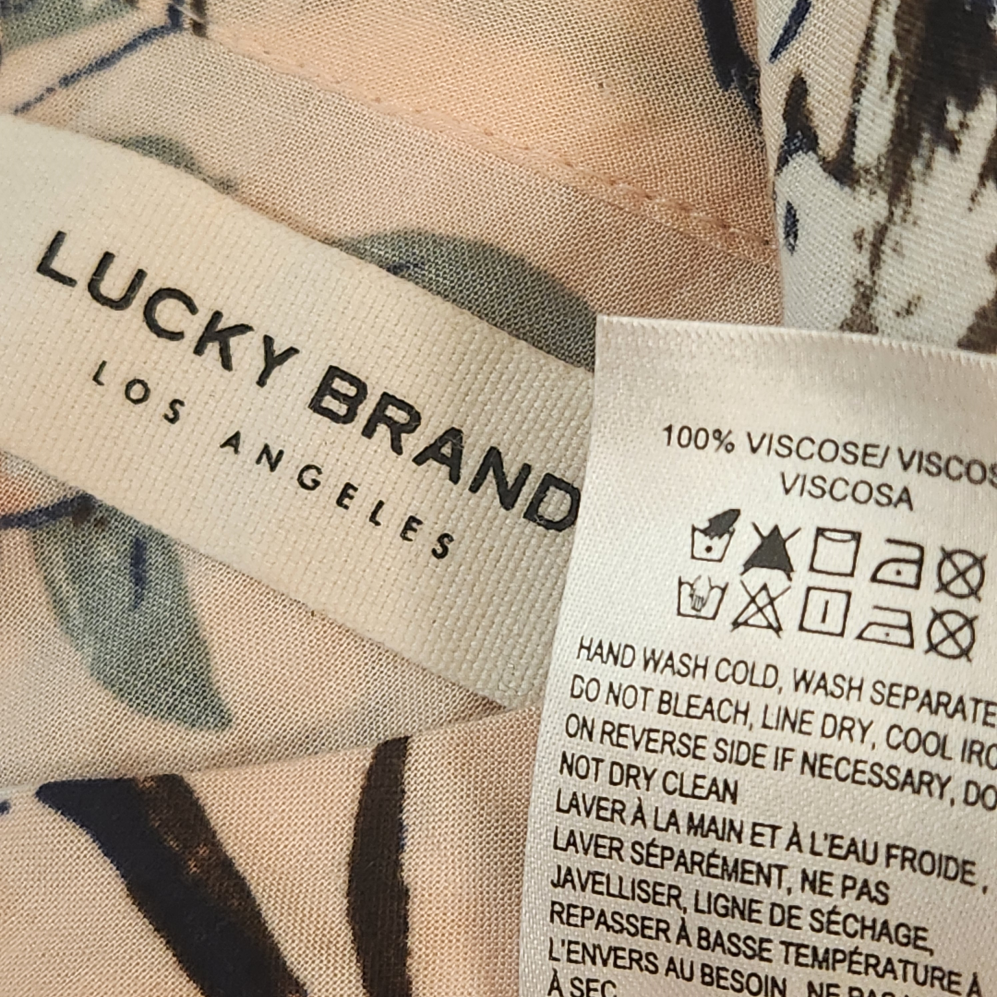 LUCKY BRAND
LOS ANGELES
100% VISCOSE/ VISCOS
VISCOSA
HAND WASH COLD, WASH SEPARATE
DO NOT BLEACH, LINE DRY, COOL IRO
ON REVERSE SIDE IF NECESSARY, DO
NOT DRY CLEAN
LAVER À LA MAIN ET À L'EAU FROIDE,
LAVER SÉPARÉMENT, NE PAS
JAVELLISER, LIGNE DE SÉCHAGE,
REPASSER À BASSE TEMPÉRATURE À
L'ENVERS AU BESOIN, NE PAS
À SEC